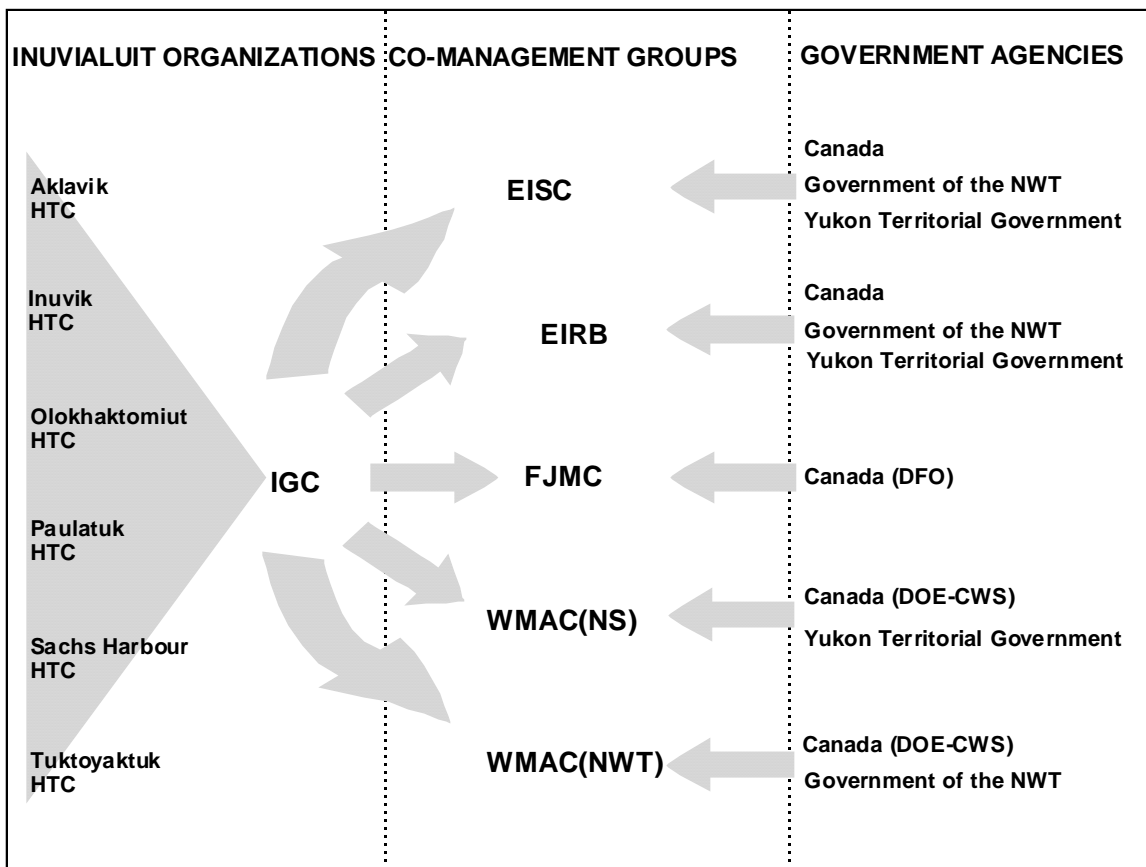 INUVIALUIT ORGANIZATIONS
Aklavik
HTC
Inuvik
HTC
Olokhaktomiut
HTC
Paulatuk
HTC
Sachs Harbour
HTC
Tuktoyaktuk
HTC
IGC
CO-MANAGEMENT GROUPS
EISC
EIRB
FJMC
WMAC(NS)
WMAC(NWT)
GOVERNMENT AGENCIES
Canada
Government of the NWT
Yukon Territorial Government
Canada
Government of the NWT
Yukon Territorial Government
Canada (DFO)
Canada (DOE-CWS)
Yukon Territorial Government
Canada (DOE-CWS)
Government of the NWT